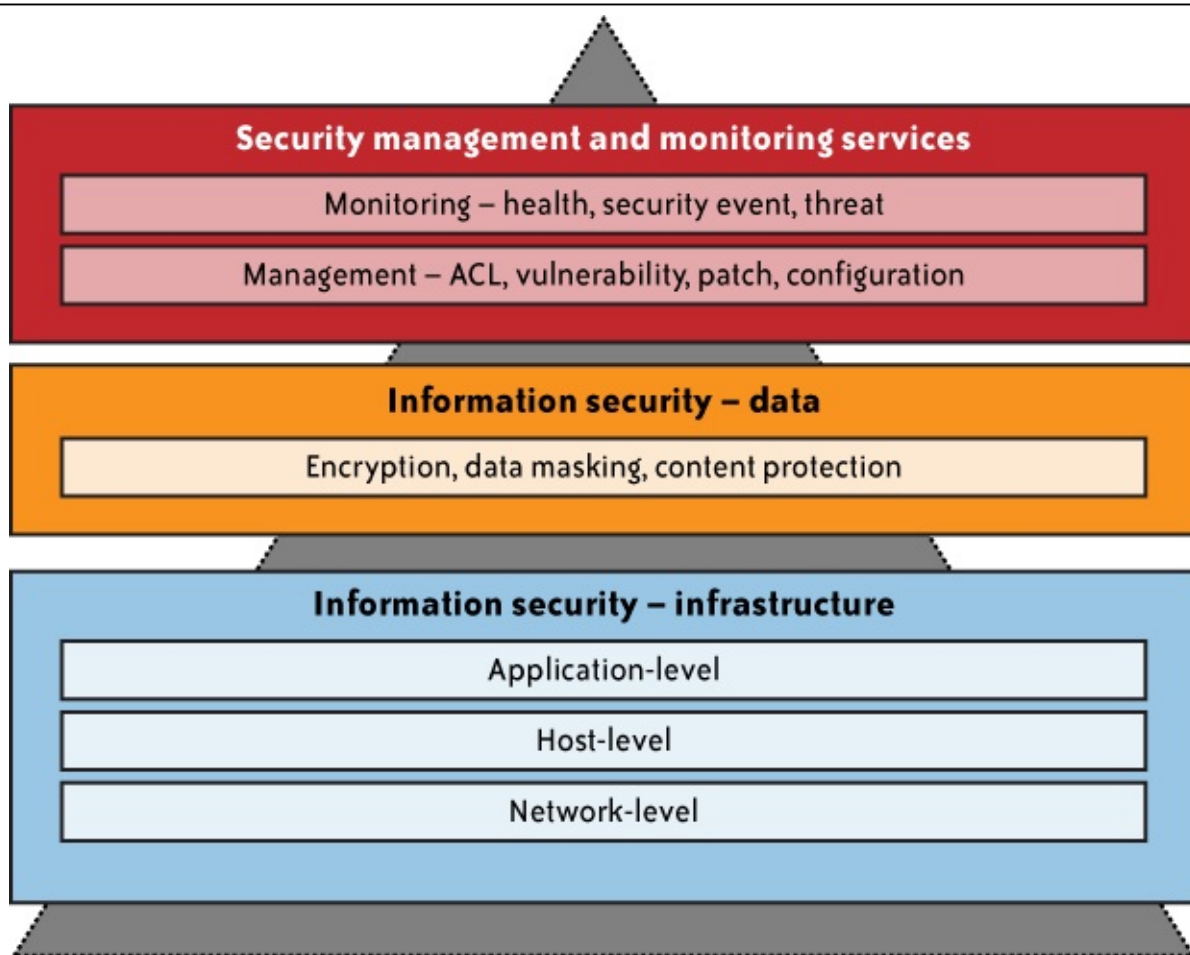 Security management and monitoring services
Monitoring – health, security event, threat
Management – ACL, vulnerability, patch, configuration
Information security – data
Encryption, data masking, content protection
Information security – infrastructure
Application-level
Host-level
Network-level